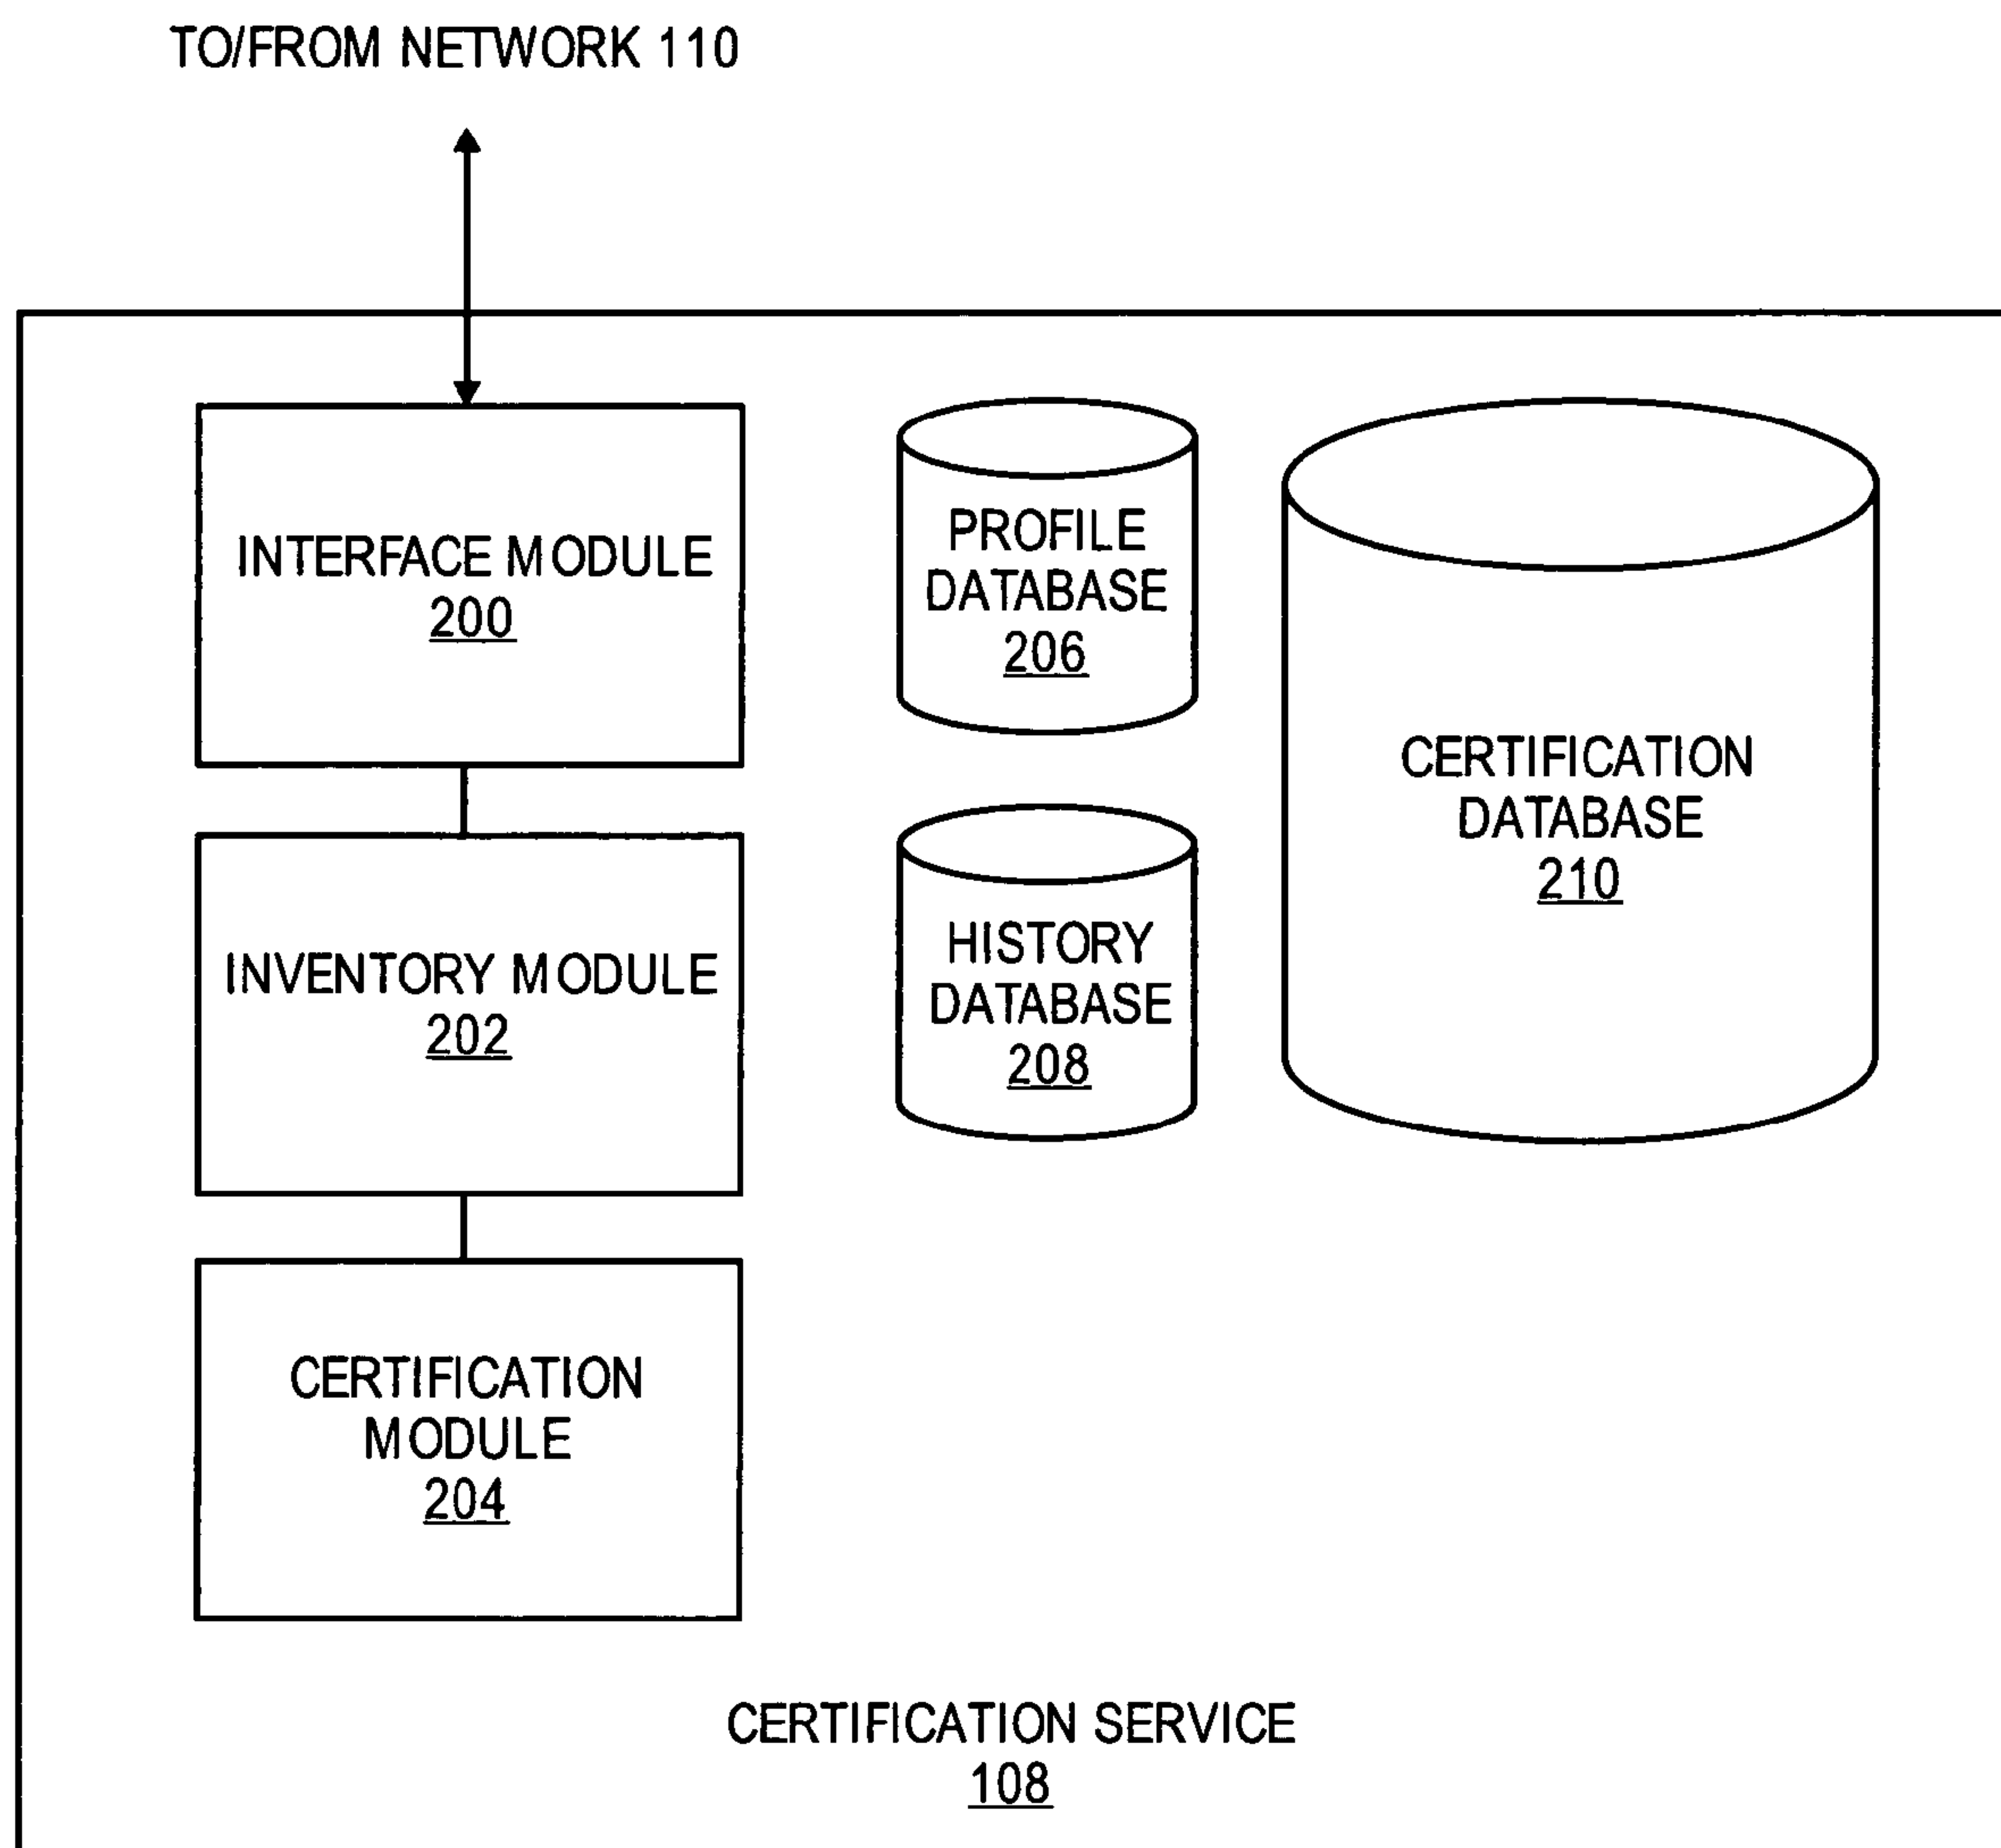 TO/FROM NETWORK 110
INTERFACE MODULE
200
PROFILE
DATABASE
206
CERTIFICATION
DATABASE
210
INVENTORY MODULE
202
HISTORY
DATABASE
208
CERTIFICATION
MODULE
204
CERTIFICATION SERVICE
108